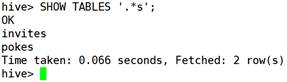 hive> SHOW TABLES '.*s';
OK
invites
pokes
Time taken: 0.066 seconds, Fetched: 2 row(s)
hive>